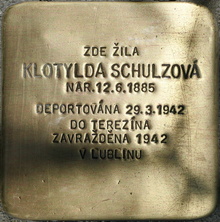 ZDE ŽILA
KLOTYLDA SCHULZOVÁ
NAR. 12.6.1885
DEPORTOVÁNA 29.3.1942
DO TEREZÍNA
ZAVRAŽDĚNA 1942
V LUBLINU